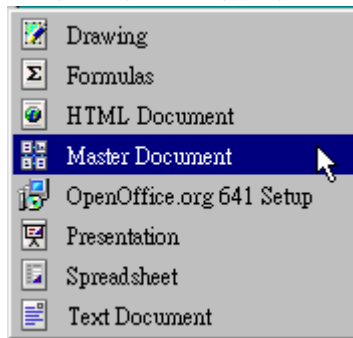 Drawing
Formulas
HTML Document
Master Document
OpenOffice.org 641 Setup
Presentation
Spreadsheet
Text Document